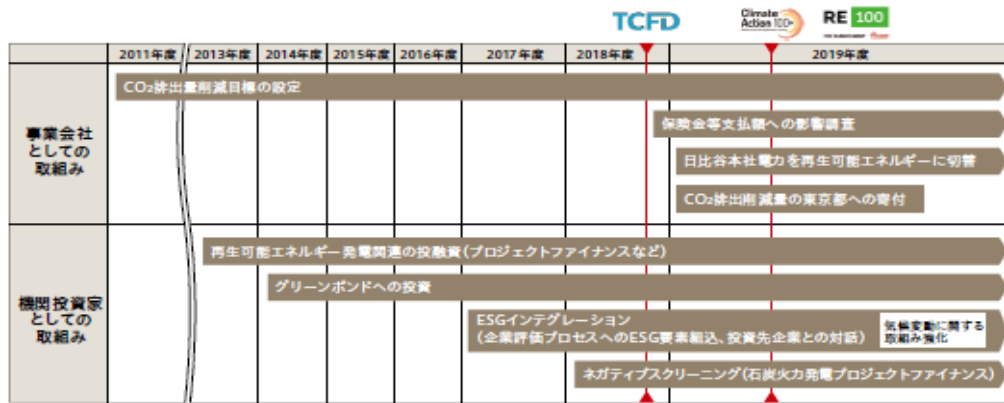 TCFD
Climate
Action 100+
RE 100
2011年度
2013年度
2014年度
2015年度
2016年度
2017年度
2018年度
2019年度
事業会社
としての
取組み
CO₂排出量削減目標の設定
保険金等支払額への影響調査
日比谷本社電力を再生可能エネルギーに切替
CO₂排出削減量の東京都への寄付
機関投資家
としての
取組み
再生可能エネルギー発電関連の投融資(プロジェクトファイナンスなど)
グリーンボンドへの投資
ESGインテグレーション
(企業評価プロセスへのESG要素組込、投資先企業との対話)
気候変動に関する
取組み強化
ネガティブスクリーニング(石炭火力発電プロジェクトファイナンス)